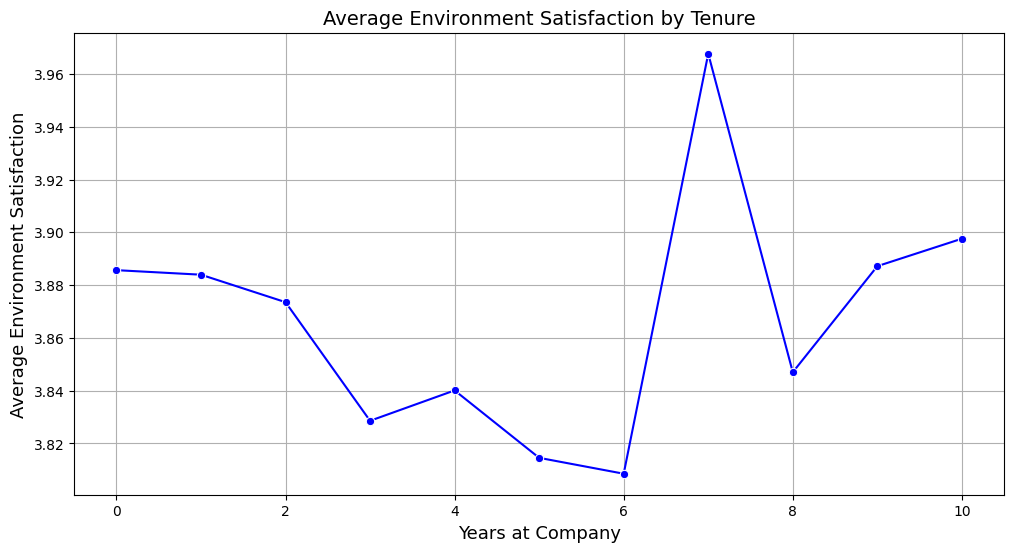 Average Environment Satisfaction by Tenure
Average Environment Satisfaction
3.96
3.94
3.92
3.90
3.88
3.86
3.84
3.82
0 2 4 6 8 10
Years at Company